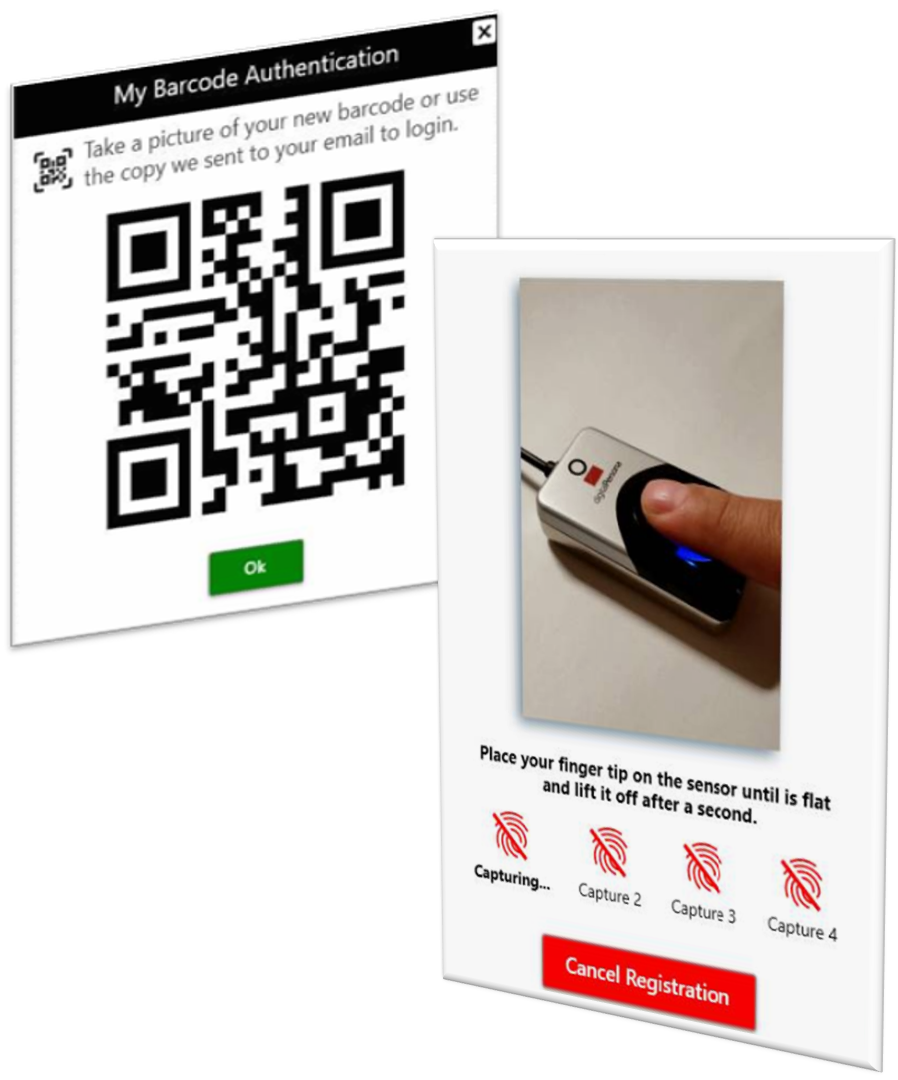 My Barcode Authentication
Take a picture of your new barcode or use
the copy we sent to your email to login.
Ok
digitalPersona
Place your finger tip on the sensor until is flat
and lift it off after a second.
Capturing...
Capture 2
Capture 3
Capture 4
Cancel Registration